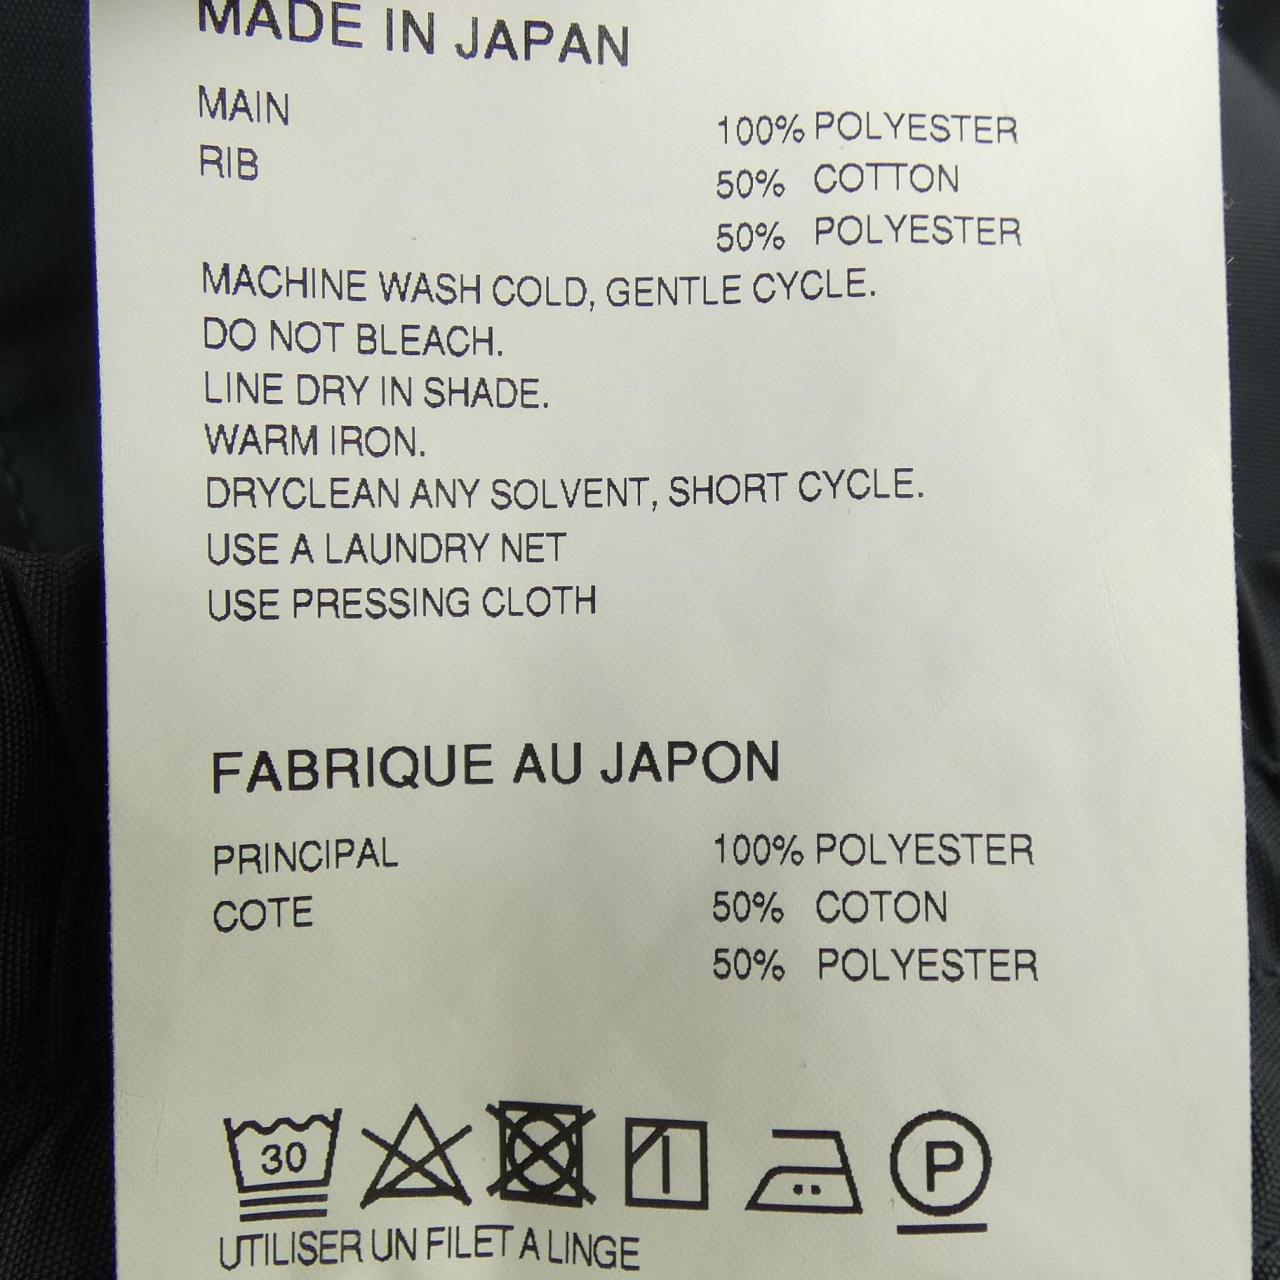 MADE IN JAPAN
MAIN 100% POLYESTER
RIB 50% COTTON
50% POLYESTER
MACHINE WASH COLD, GENTLE CYCLE.
DO NOT BLEACH.
LINE DRY IN SHADE.
WARM IRON.
DRYCLEAN ANY SOLVENT, SHORT CYCLE.
USE A LAUNDRY NET
USE PRESSING CLOTH
FABRIQUE AU JAPON
PRINCIPAL 100% POLYESTER
COTE 50% COTON
50% POLYESTER
30 P
UTILISER UN FILET A LINGE